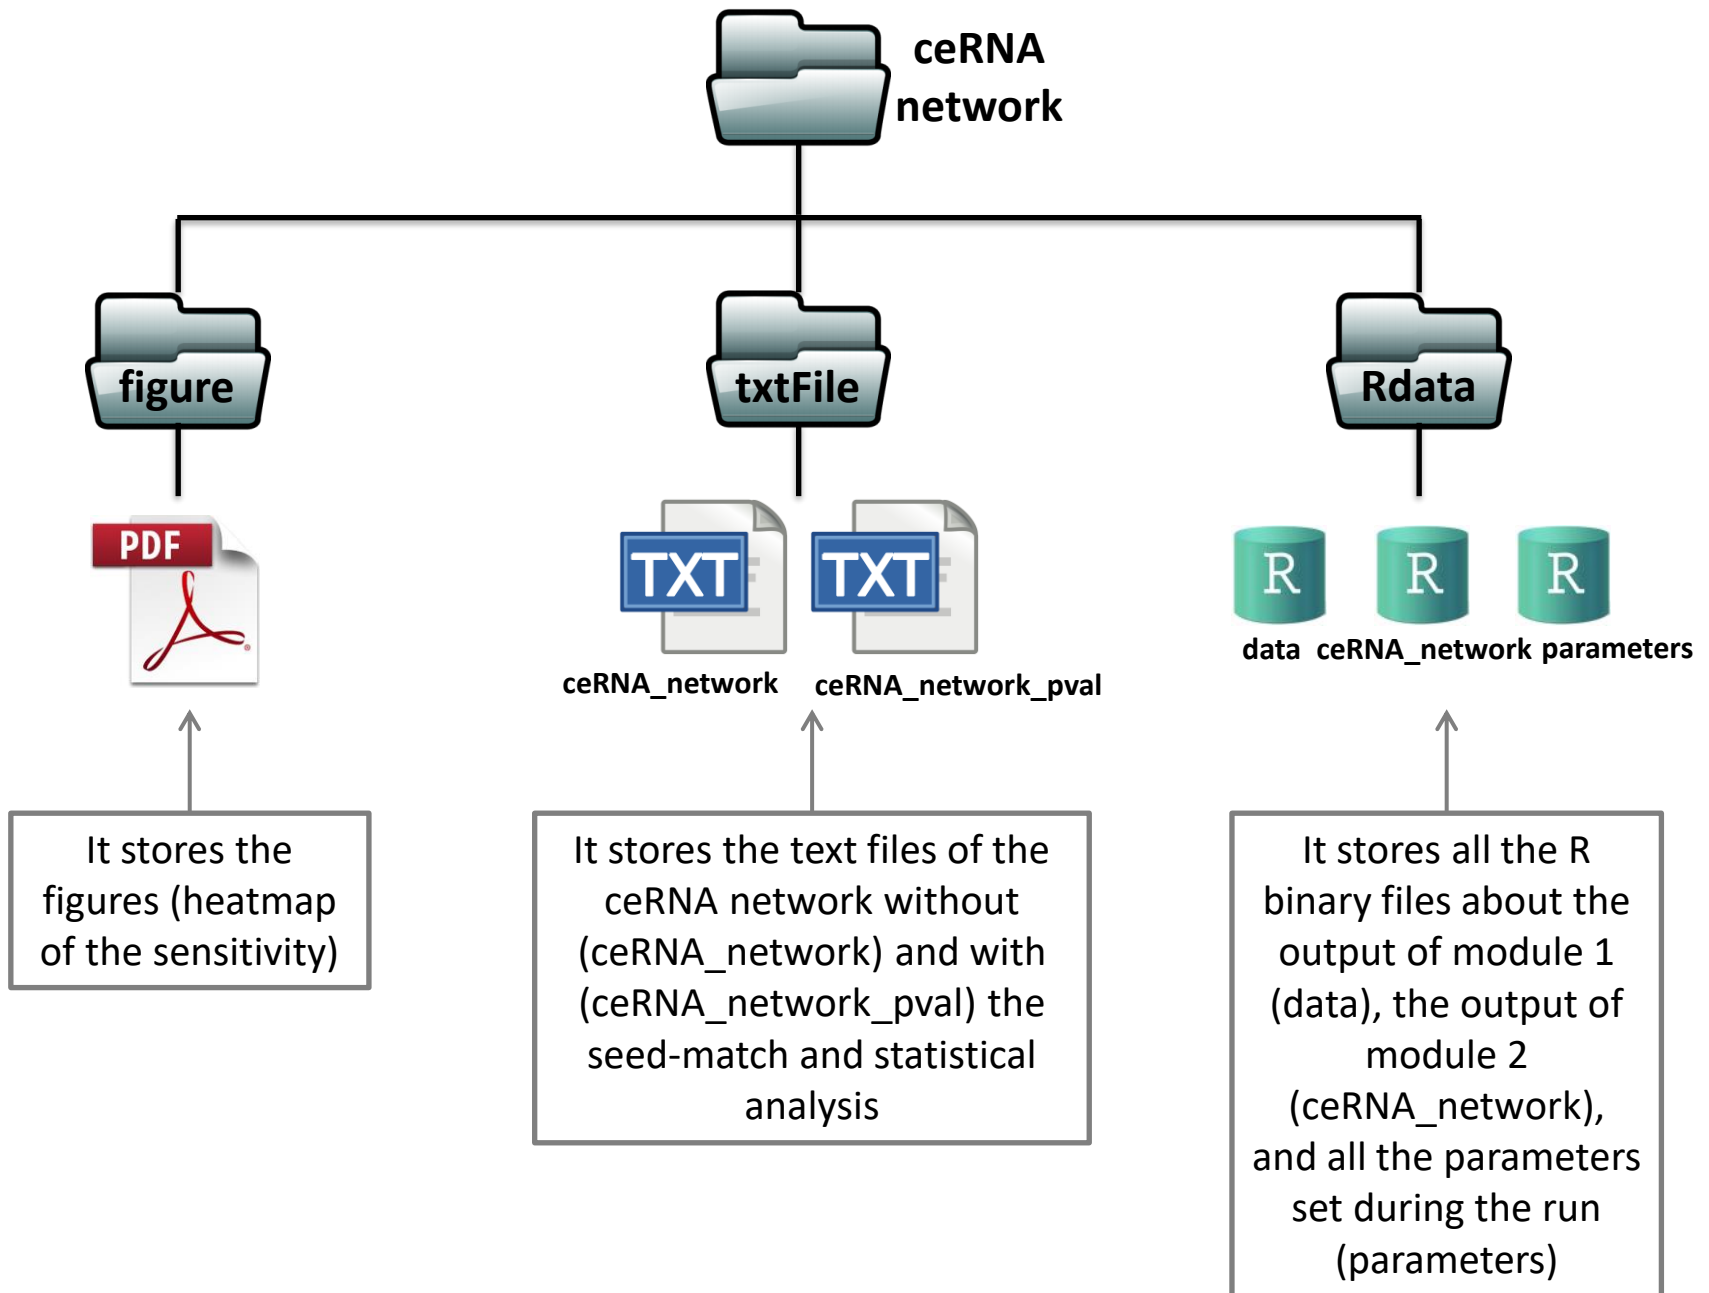 ceRNA
network
figure
txtFile
Rdata
PDF
TXT
TXT
R
R
R
ceRNA_network
ceRNA_network_pval
data
ceRNA_network
parameters
It stores the
figures (heatmap
of the sensitivity)
It stores the text files of the
ceRNA network without
(ceRNA_network) and with
(ceRNA_network_pval) the
seed-match and statistical
analysis
It stores all the R
binary files about the
output of module 1
(data), the output of
module 2
(ceRNA_network),
and all the parameters
set during the run
(parameters)